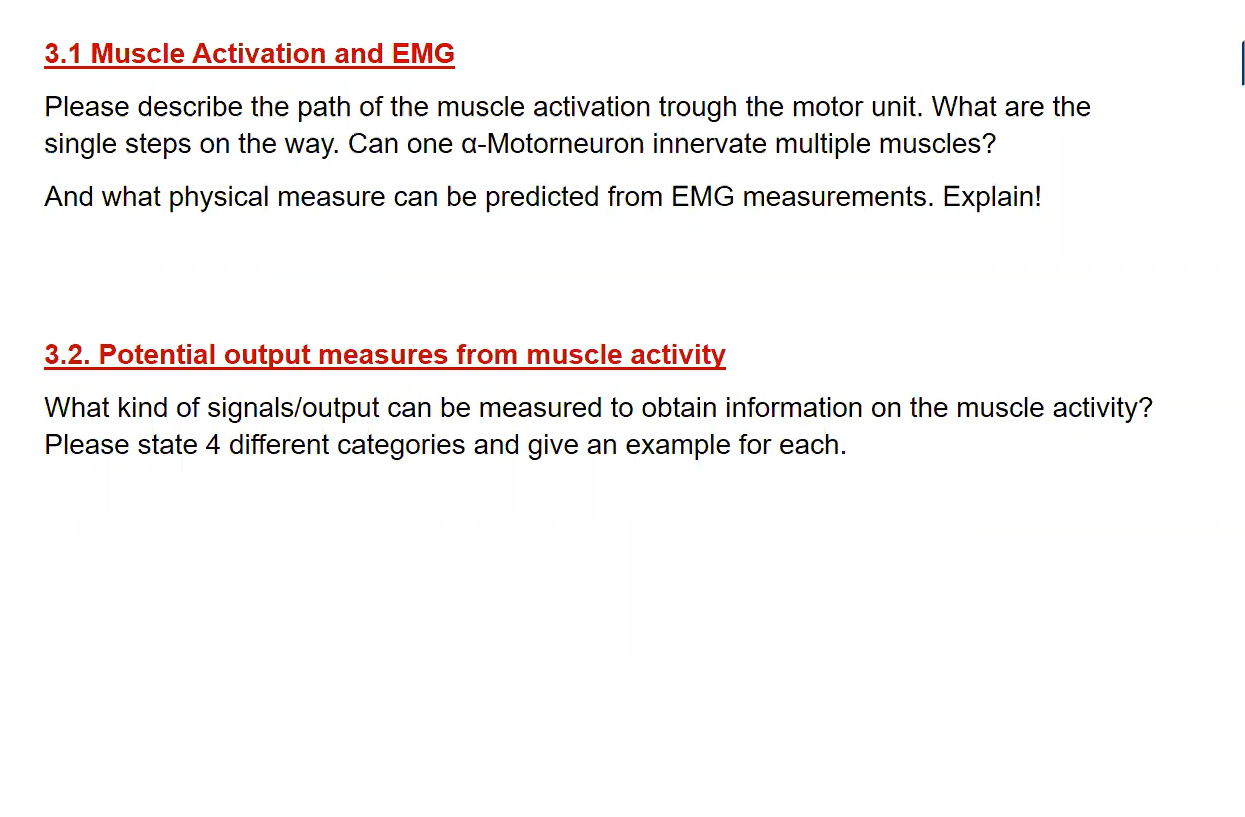 3.1 Muscle Activation and EMG
Please describe the path of the muscle activation trough the motor unit. What are the
single steps on the way. Can one α-Motorneuron innervate multiple muscles?
And what physical measure can be predicted from EMG measurements. Explain!
3.2. Potential output measures from muscle activity
What kind of signals/output can be measured to obtain information on the muscle activity?
Please state 4 different categories and give an example for each.